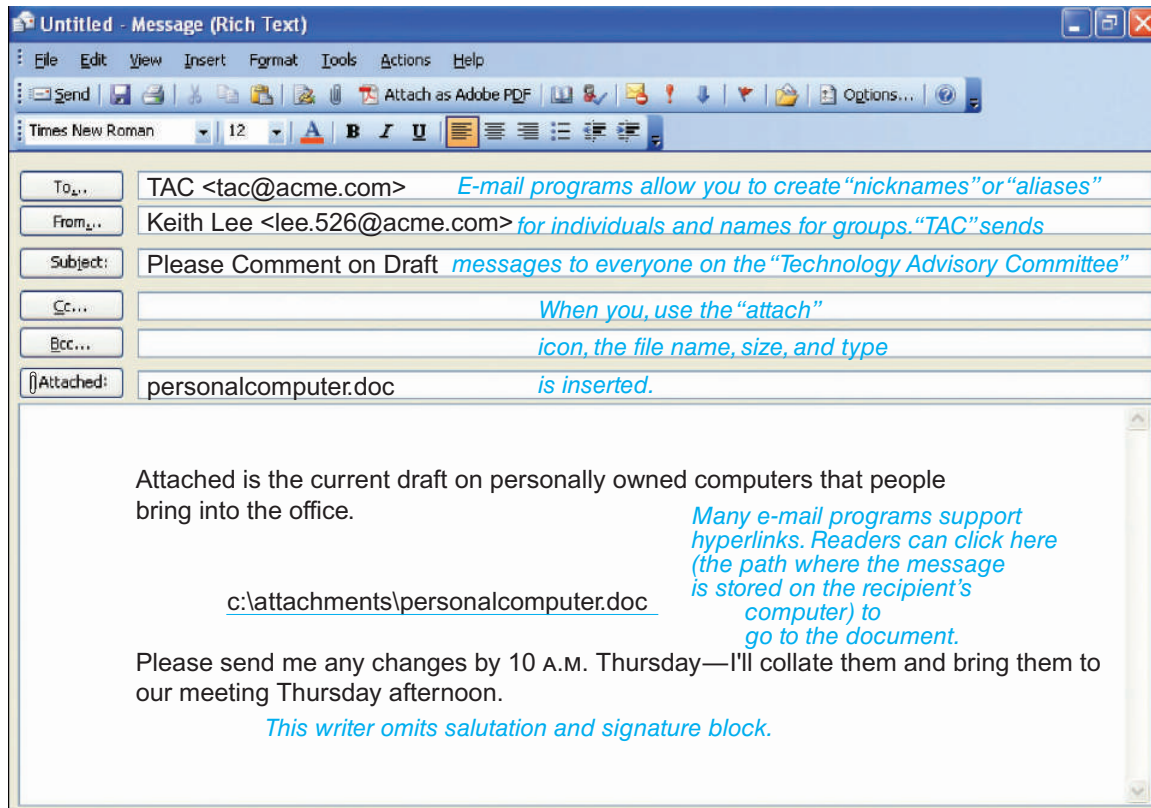 Untitled - Message (Rich Text)
File Edit View Insert Format Tools Actions Help
Send Attach as Adobe PDF Options...
Times New Roman 12 A B I U
To... TAC <tac@acme.com> E-mail programs allow you to create “nicknames” or “aliases”
From... Keith Lee <lee.526@acme.com> for individuals and names for groups. “TAC” sends
Subject: Please Comment on Draft messages to everyone on the “Technology Advisory Committee”
Cc... When you, use the “attach”
Bcc... icon, the file name, size, and type
Attached: personalcomputer.doc is inserted.
Attached is the current draft on personally owned computers that people
bring into the office.
Many e-mail programs support
hyperlinks. Readers can click here
(the path where the message
is stored on the recipient’s
computer) to
go to the document.
c:\attachments\personalcomputer.doc
Please send me any changes by 10 A.M. Thursday—I'll collate them and bring them to
our meeting Thursday afternoon.
This writer omits salutation and signature block.